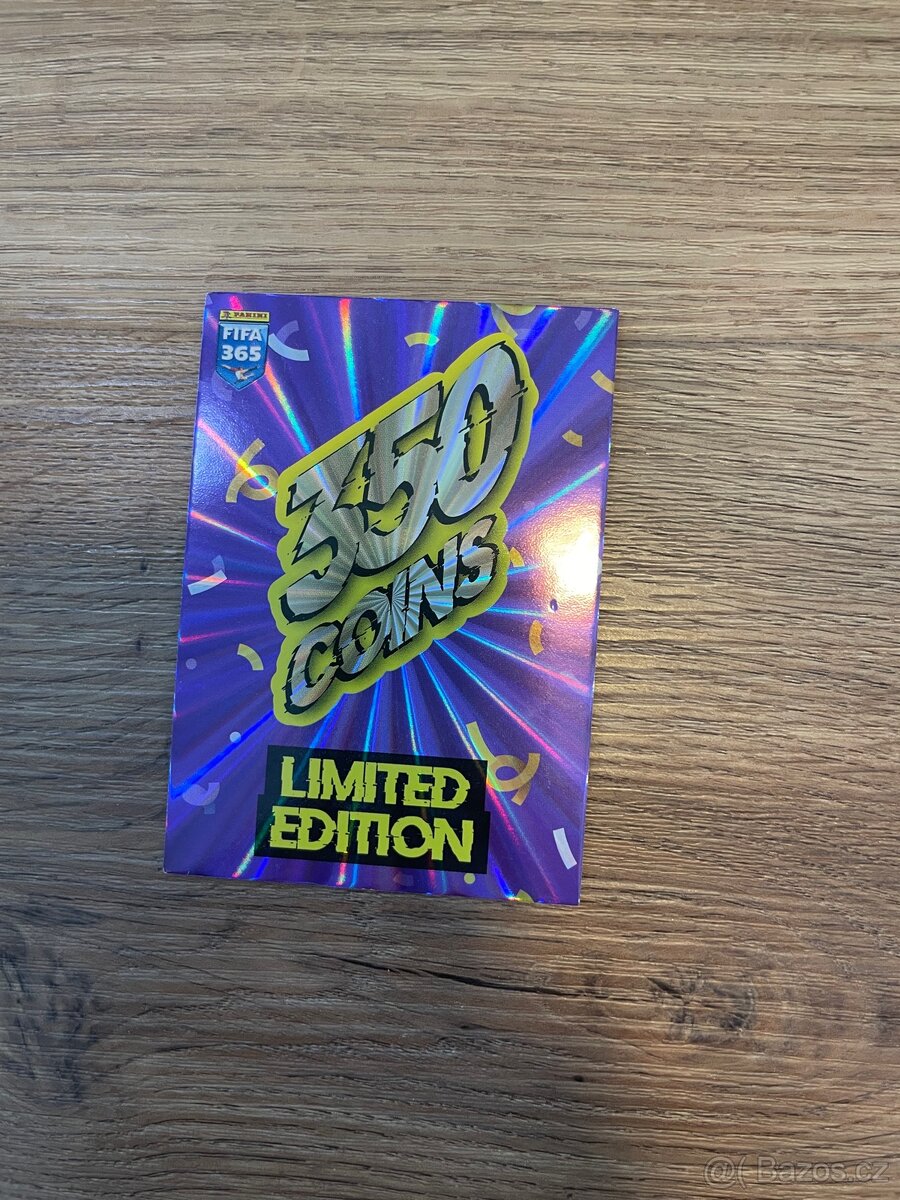 PANINI
FIFA
365
350
COINS
LIMITED
EDITION
@( Bazos.cz